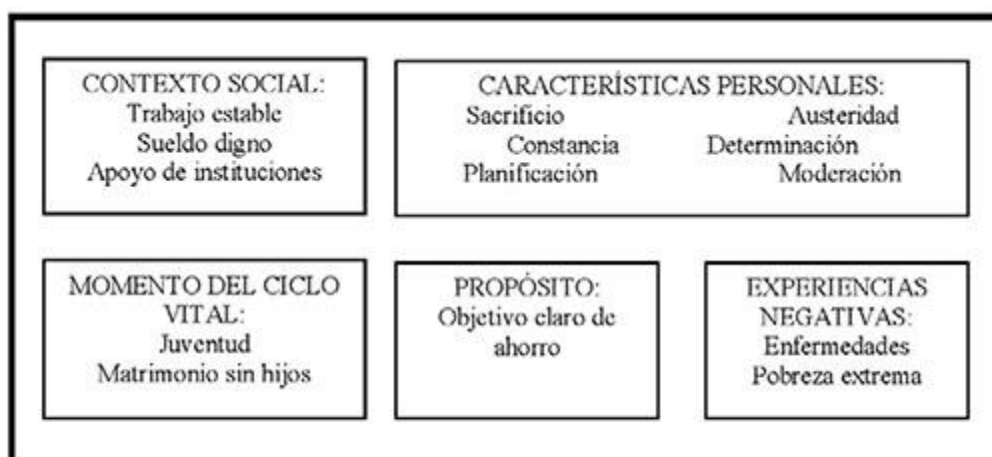 CONTEXTO SOCIAL:
Trabajo estable
Sueldo digno
Apoyo de instituciones
CARACTERÍSTICAS PERSONALES:
Sacrificio Austeridad
Constancia Determinación
Planificación Moderación
MOMENTO DEL CICLO
VITAL:
Juventud
Matrimonio sin hijos
PROPÓSITO:
Objetivo claro de
ahorro
EXPERIENCIAS
NEGATIVAS:
Enfermedades
Pobreza extrema